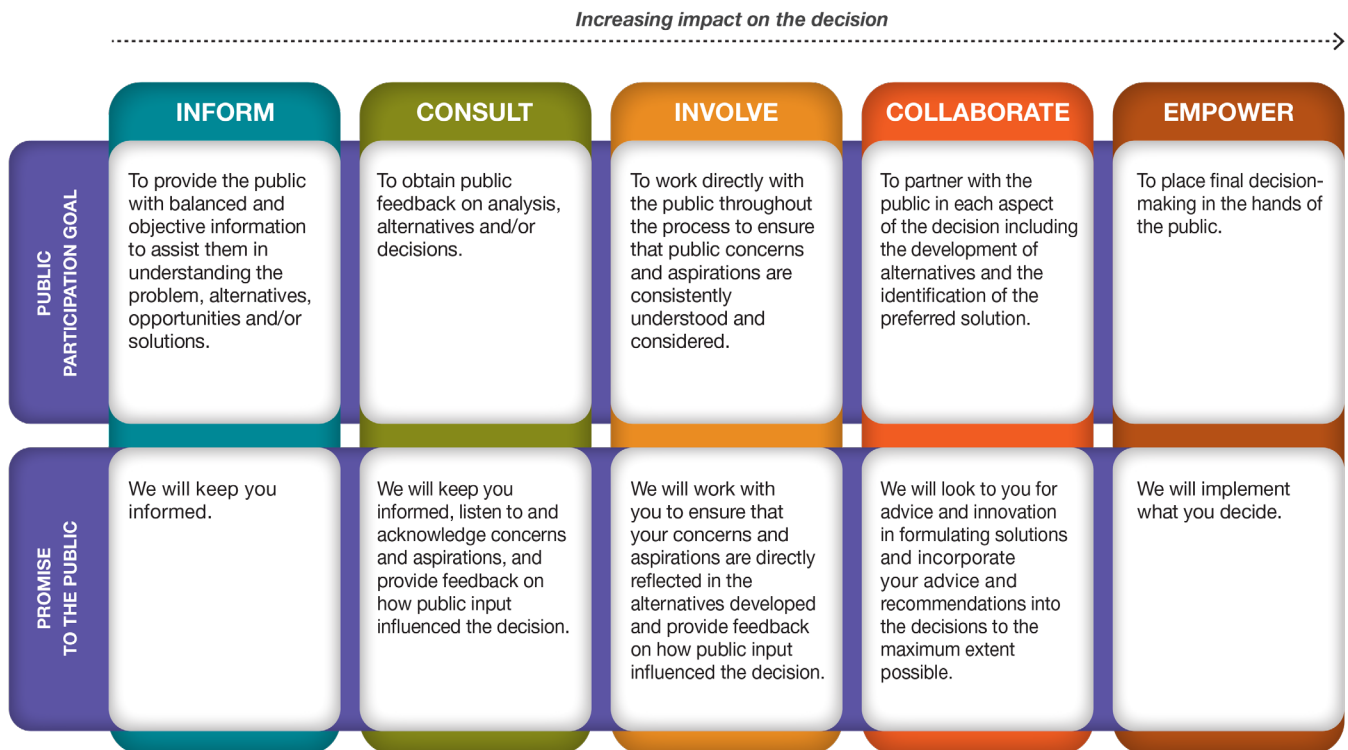 Increasing impact on the decision
INFORM
CONSULT
INVOLVE
COLLABORATE
EMPOWER
PUBLIC
PARTICIPATION GOAL
To provide the public
with balanced and
objective information
to assist them in
understanding the
problem, alternatives,
opportunities and/or
solutions.
To obtain public
feedback on analysis,
alternatives and/or
decisions.
To work directly with
the public throughout
the process to ensure
that public concerns
and aspirations are
consistently
understood and
considered.
To partner with the
public in each aspect
of the decision including
the development of
alternatives and the
identification of the
preferred solution.
To place final decision-
making in the hands of
the public.
PROMISE
TO THE PUBLIC
We will keep you
informed.
We will keep you
informed, listen to and
acknowledge concerns
and aspirations, and
provide feedback on
how public input
influenced the decision.
We will work with
you to ensure that
your concerns and
aspirations are directly
reflected in the
alternatives developed
and provide feedback
on how public input
influenced the decision.
We will look to you for
advice and innovation
in formulating solutions
and incorporate
your advice and
recommendations into
the decisions to the
maximum extent
possible.
We will implement
what you decide.